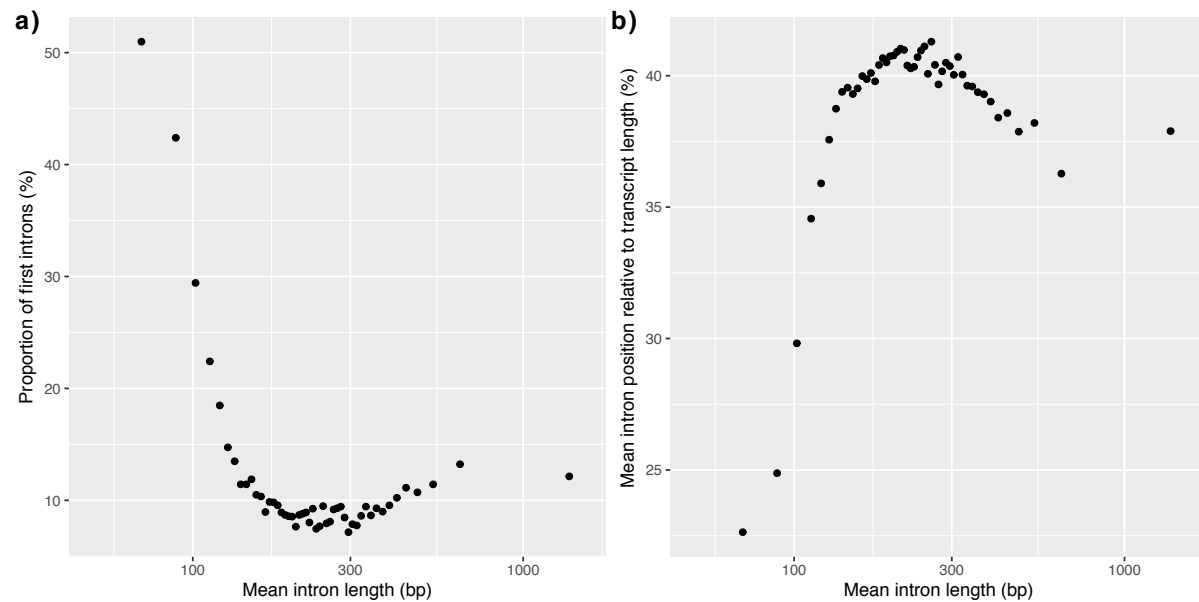 a)
Proportion of first introns (%)
50
40
30
20
10
100
300
1000
Mean intron length (bp)
b)
Mean intron position relative to transcript length (%)
40
35
30
25
100
300
1000
Mean intron length (bp)